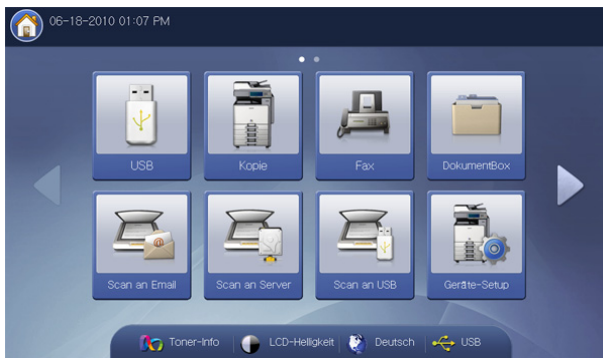 06-18-2010 01:07 PM
USB Kopie Fax DokumentBox
Scan an Email Scan an Server Scan an USB Geräte-Setup
Toner-Info LCD-Helligkeit Deutsch USB